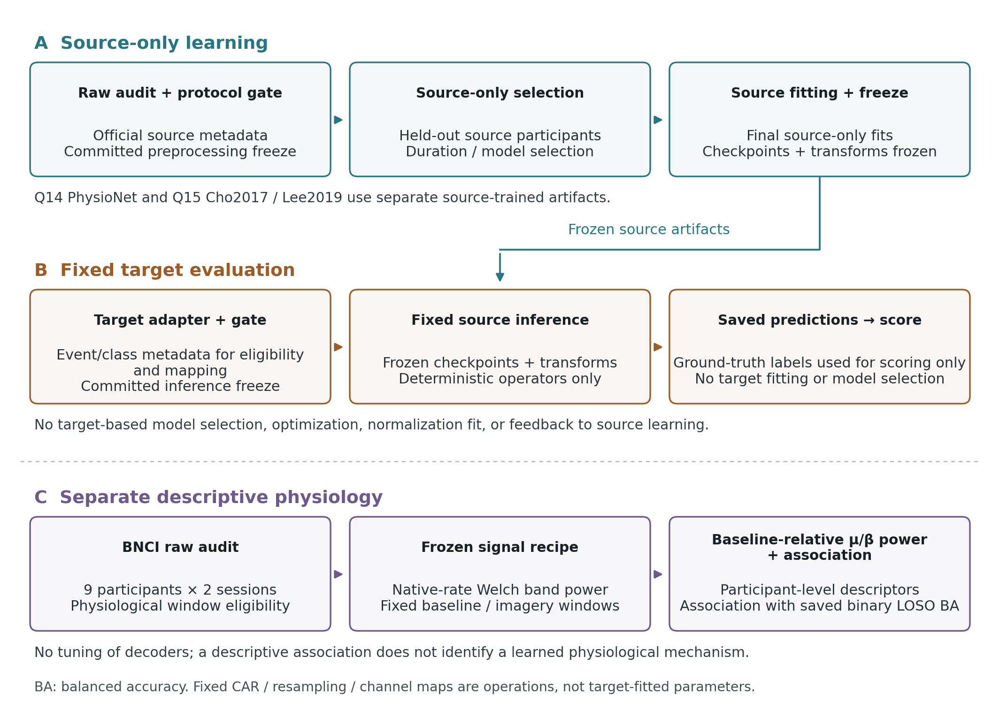 A  Source-only learning
Raw audit + protocol gate
Official source metadata
Committed preprocessing freeze
Source-only selection
Held-out source participants
Duration / model selection
Source fitting + freeze
Final source-only fits
Checkpoints + transforms frozen
Q14 PhysioNet and Q15 Cho2017 / Lee2019 use separate source-trained artifacts.
Frozen source artifacts
B  Fixed target evaluation
Target adapter + gate
Event/class metadata for eligibility
and mapping
Committed inference freeze
Fixed source inference
Frozen checkpoints + transforms
Deterministic operators only
Saved predictions → score
Ground-truth labels used for scoring only
No target fitting or model selection
No target-based model selection, optimization, normalization fit, or feedback to source learning.
C  Separate descriptive physiology
BNCI raw audit
9 participants × 2 sessions
Physiological window eligibility
Frozen signal recipe
Native-rate Welch band power
Fixed baseline / imagery windows
Baseline-relative μ/β power
+ association
Participant-level descriptors
Association with saved binary LOSO BA
No tuning of decoders; a descriptive association does not identify a learned physiological mechanism.
BA: balanced accuracy. Fixed CAR / resampling / channel maps are operations, not target-fitted parameters.